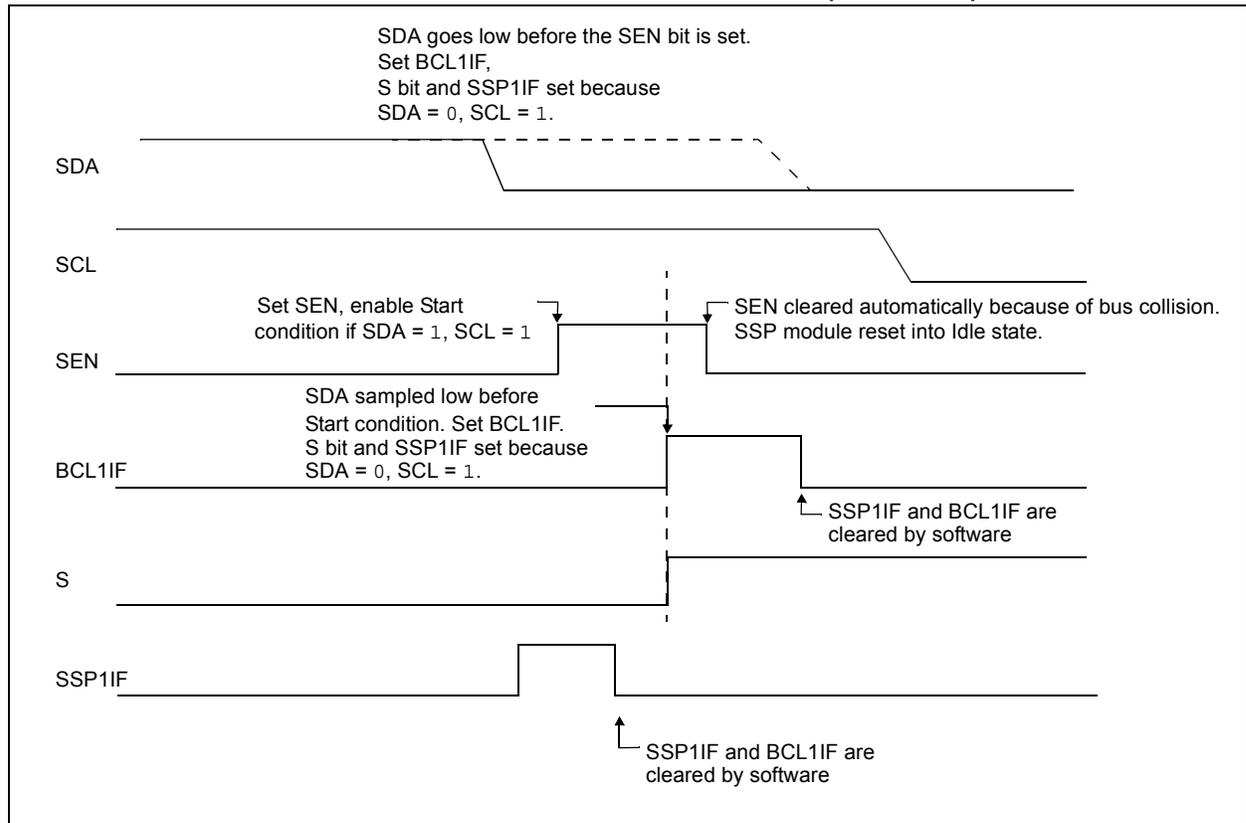 SDA goes low before the SEN bit is set.
Set BCL1IF,
S bit and SSP1IF set because
SDA = 0, SCL = 1.
SDA
SCL
Set SEN, enable Start
condition if SDA = 1, SCL = 1
SEN cleared automatically because of bus collision.
SSP module reset into Idle state.
SEN
SDA sampled low before
Start condition. Set BCL1IF.
S bit and SSP1IF set because
SDA = 0, SCL = 1.
BCL1IF
SSP1IF and BCL1IF are
cleared by software
S
SSP1IF
SSP1IF and BCL1IF are
cleared by software